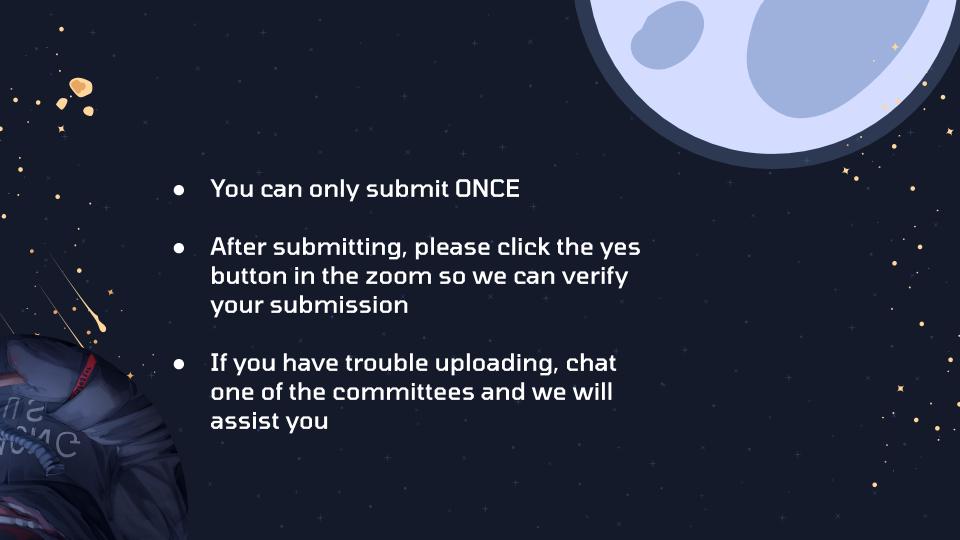 ● You can only submit ONCE
● After submitting, please click the yes
button in the zoom so we can verify
your submission
● If you have trouble uploading, chat
one of the committees and we will
assist you